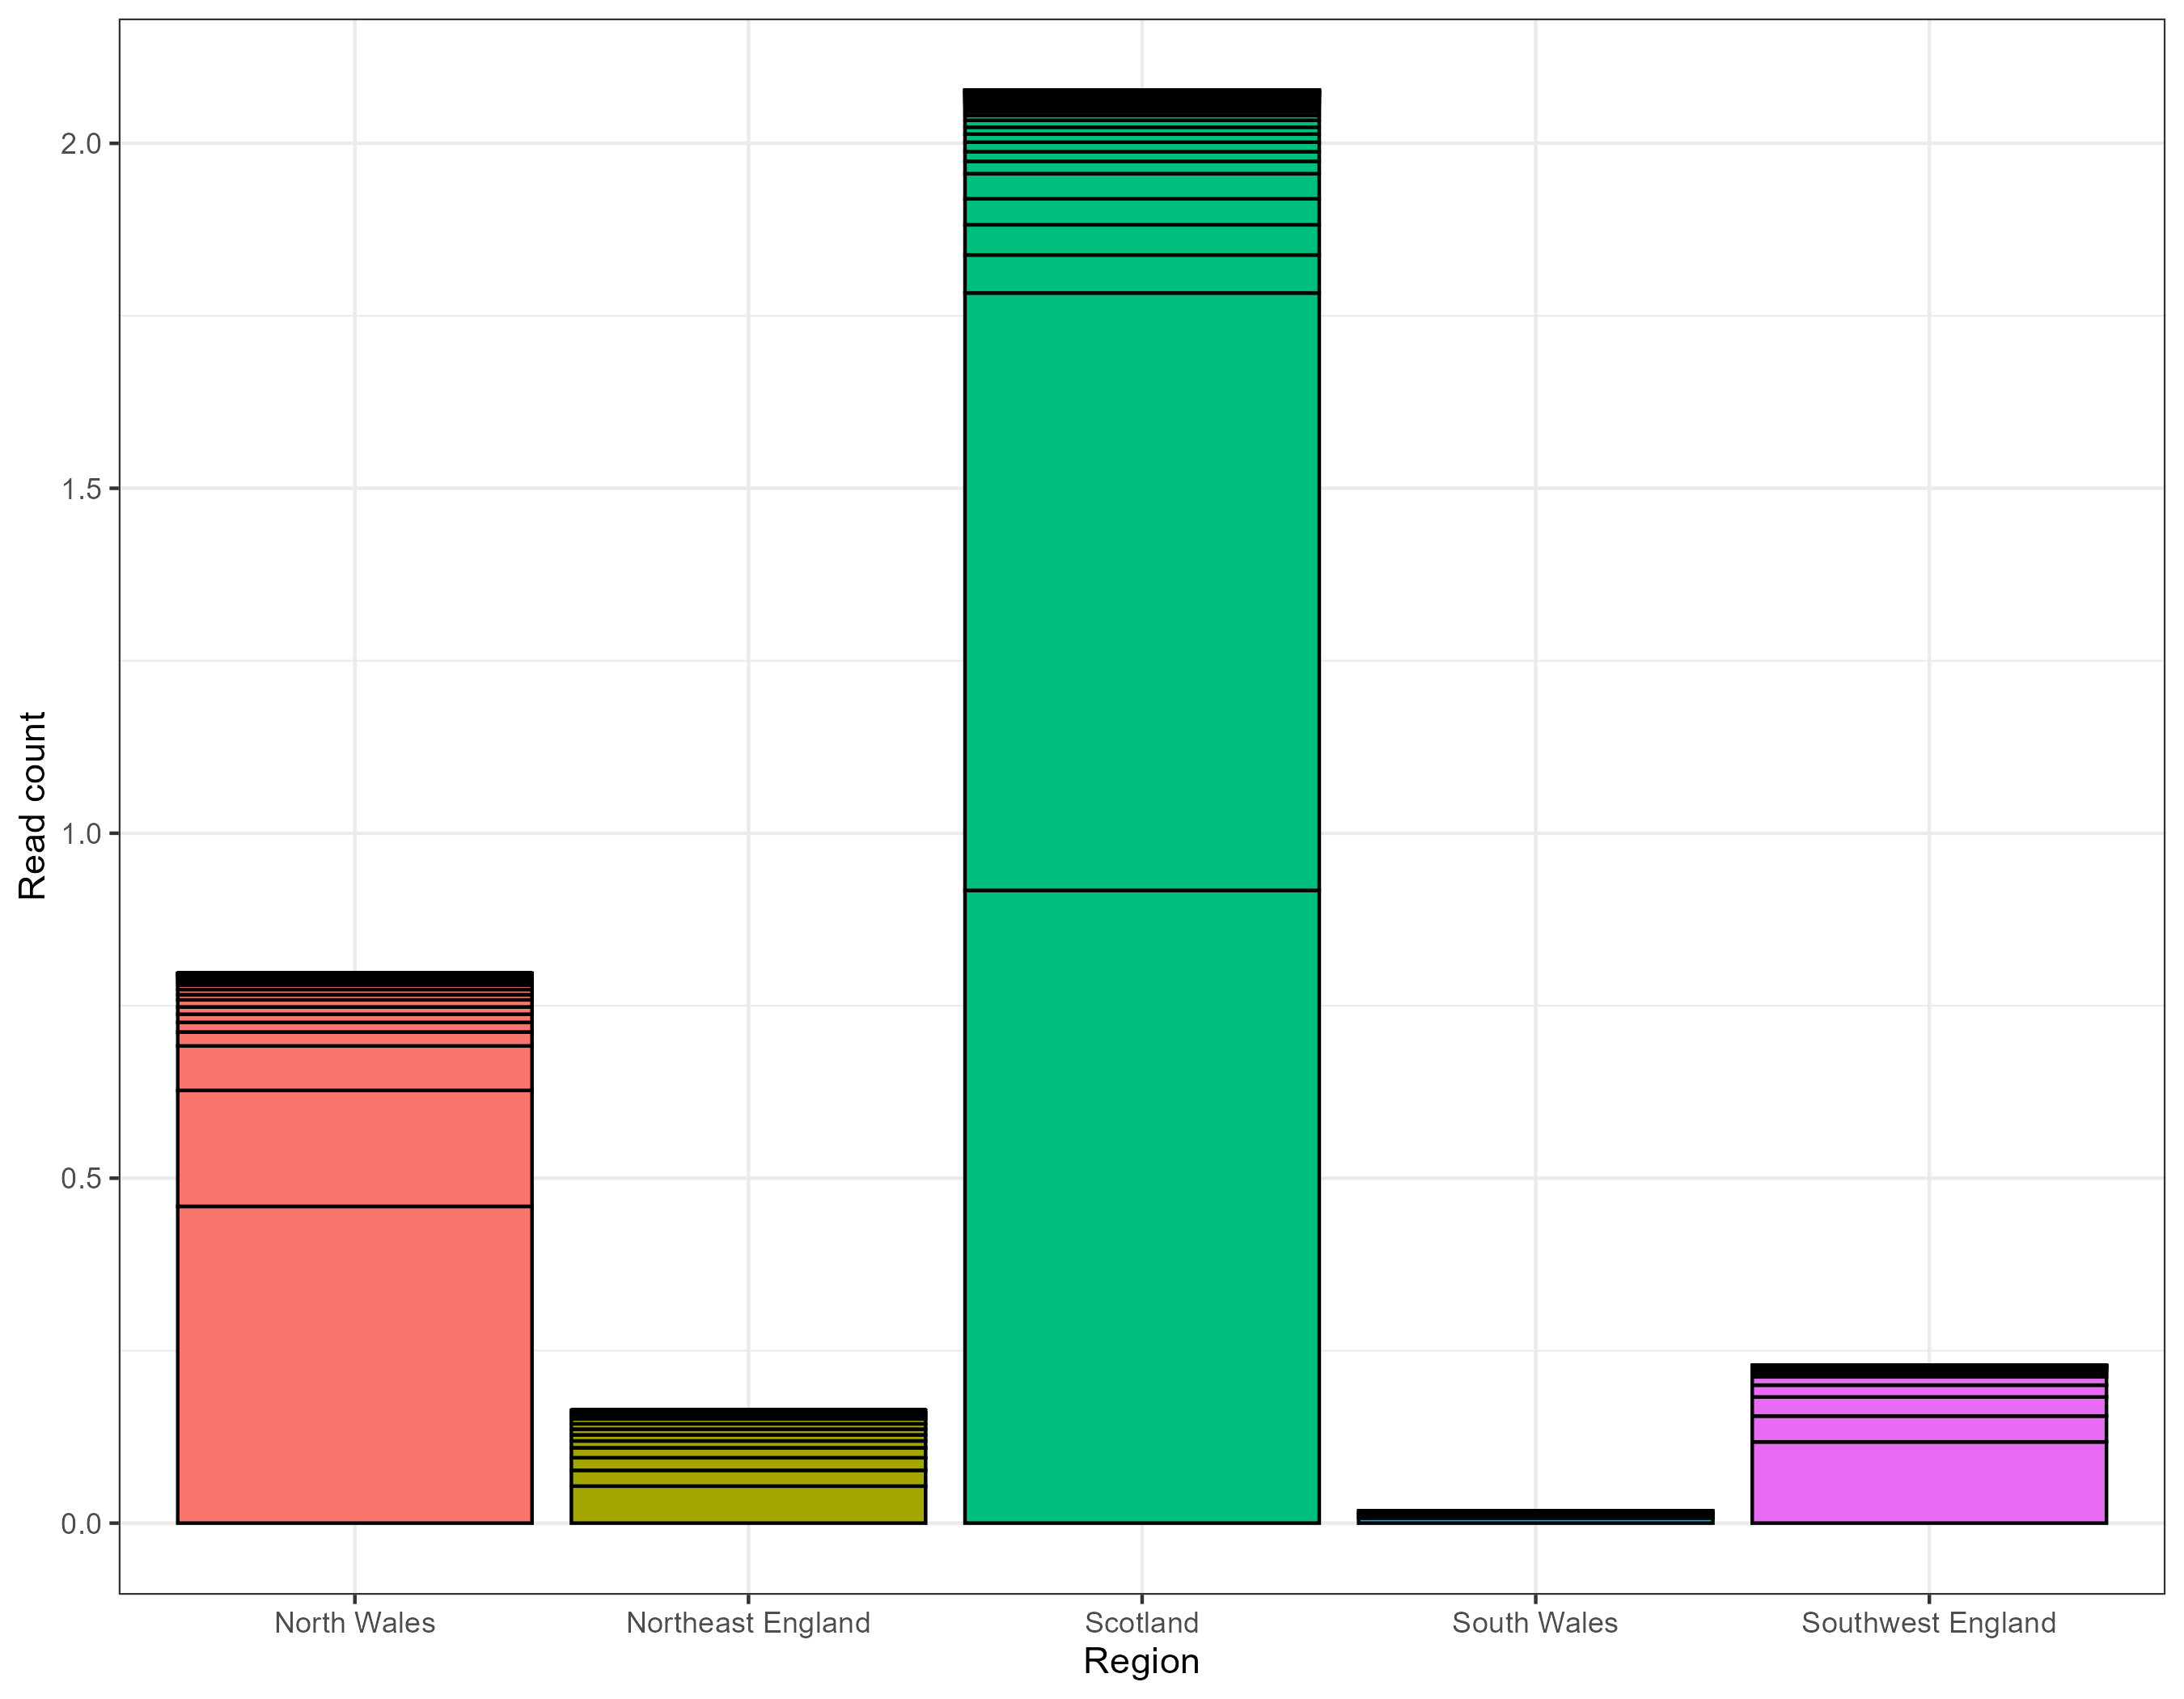 Read count
2.0
1.5
1.0
0.5
0.0
North Wales
Northeast England
Scotland
South Wales
Southwest England
Region